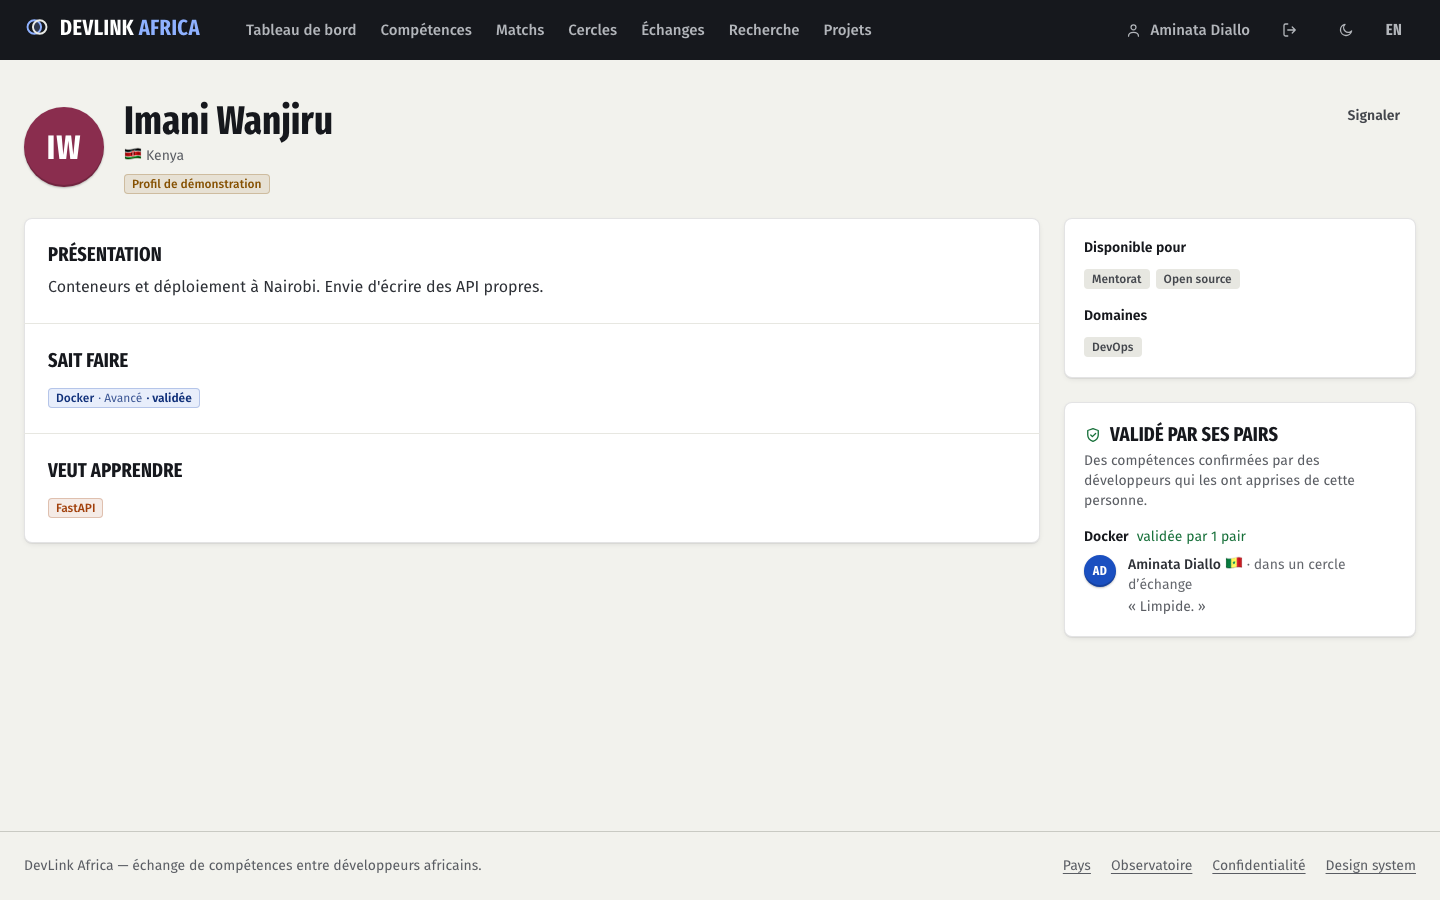 DEVLINK AFRICA
Tableau de bord
Compétences
Matchs
Cercles
Échanges
Recherche
Projets
Aminata Diallo
EN
IW
Imani Wanjiru
Kenya
Profil de démonstration
Signaler
PRÉSENTATION
Conteneurs et déploiement à Nairobi. Envie d'écrire des API propres.
SAIT FAIRE
Docker · Avancé · validée
VEUT APPRENDRE
FastAPI
Disponible pour
Mentorat
Open source
Domaines
DevOps
VALIDÉ PAR SES PAIRS
Des compétences confirmées par des
développeurs qui les ont apprises de cette
personne.
Docker validée par 1 pair
AD
Aminata Diallo · dans un cercle
d’échange
« Limpide. »
DevLink Africa — échange de compétences entre développeurs africains.
Pays
Observatoire
Confidentialité
Design system